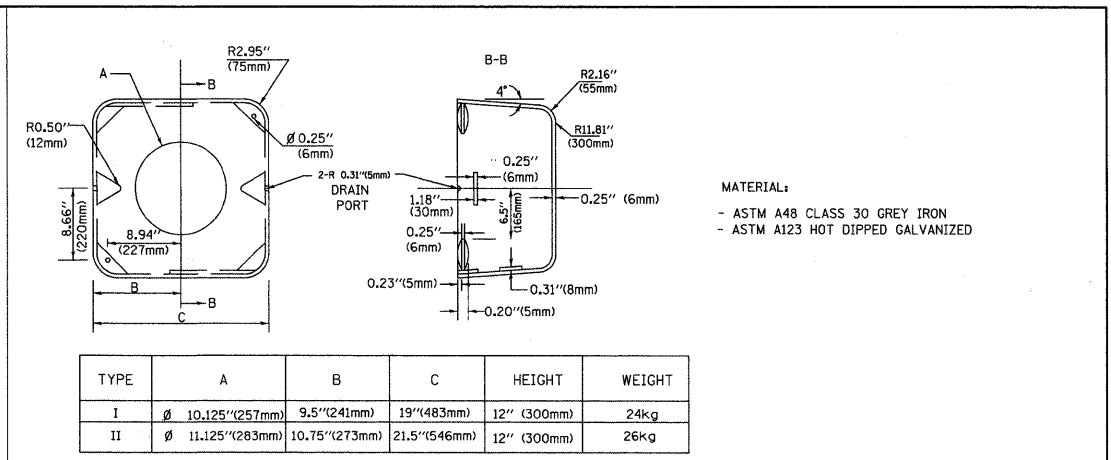 R2.95"
(75mm)
A
B
R0.50"
(12mm)
Ø 0.25"
(6mm)
2-R 0.31"(5mm)
DRAIN
PORT
8.66"
(220mm)
8.94"
(227mm)
B
B
C
B-B
4°
R2.16"
(55mm)
R11.81"
(300mm)
0.25"
(6mm)
1.18"
(30mm)
6.5"
(165mm)
0.25" (6mm)
0.25"
(6mm)
0.23"(5mm)
0.31"(8mm)
0.20"(5mm)
MATERIAL:
- ASTM A48 CLASS 30 GREY IRON
- ASTM A123 HOT DIPPED GALVANIZED
TYPE A B C HEIGHT WEIGHT
I Ø 10.125"(257mm) 9.5"(241mm) 19"(483mm) 12" (300mm) 24kg
II Ø 11.125"(283mm) 10.75"(273mm) 21.5"(546mm) 12" (300mm) 26kg